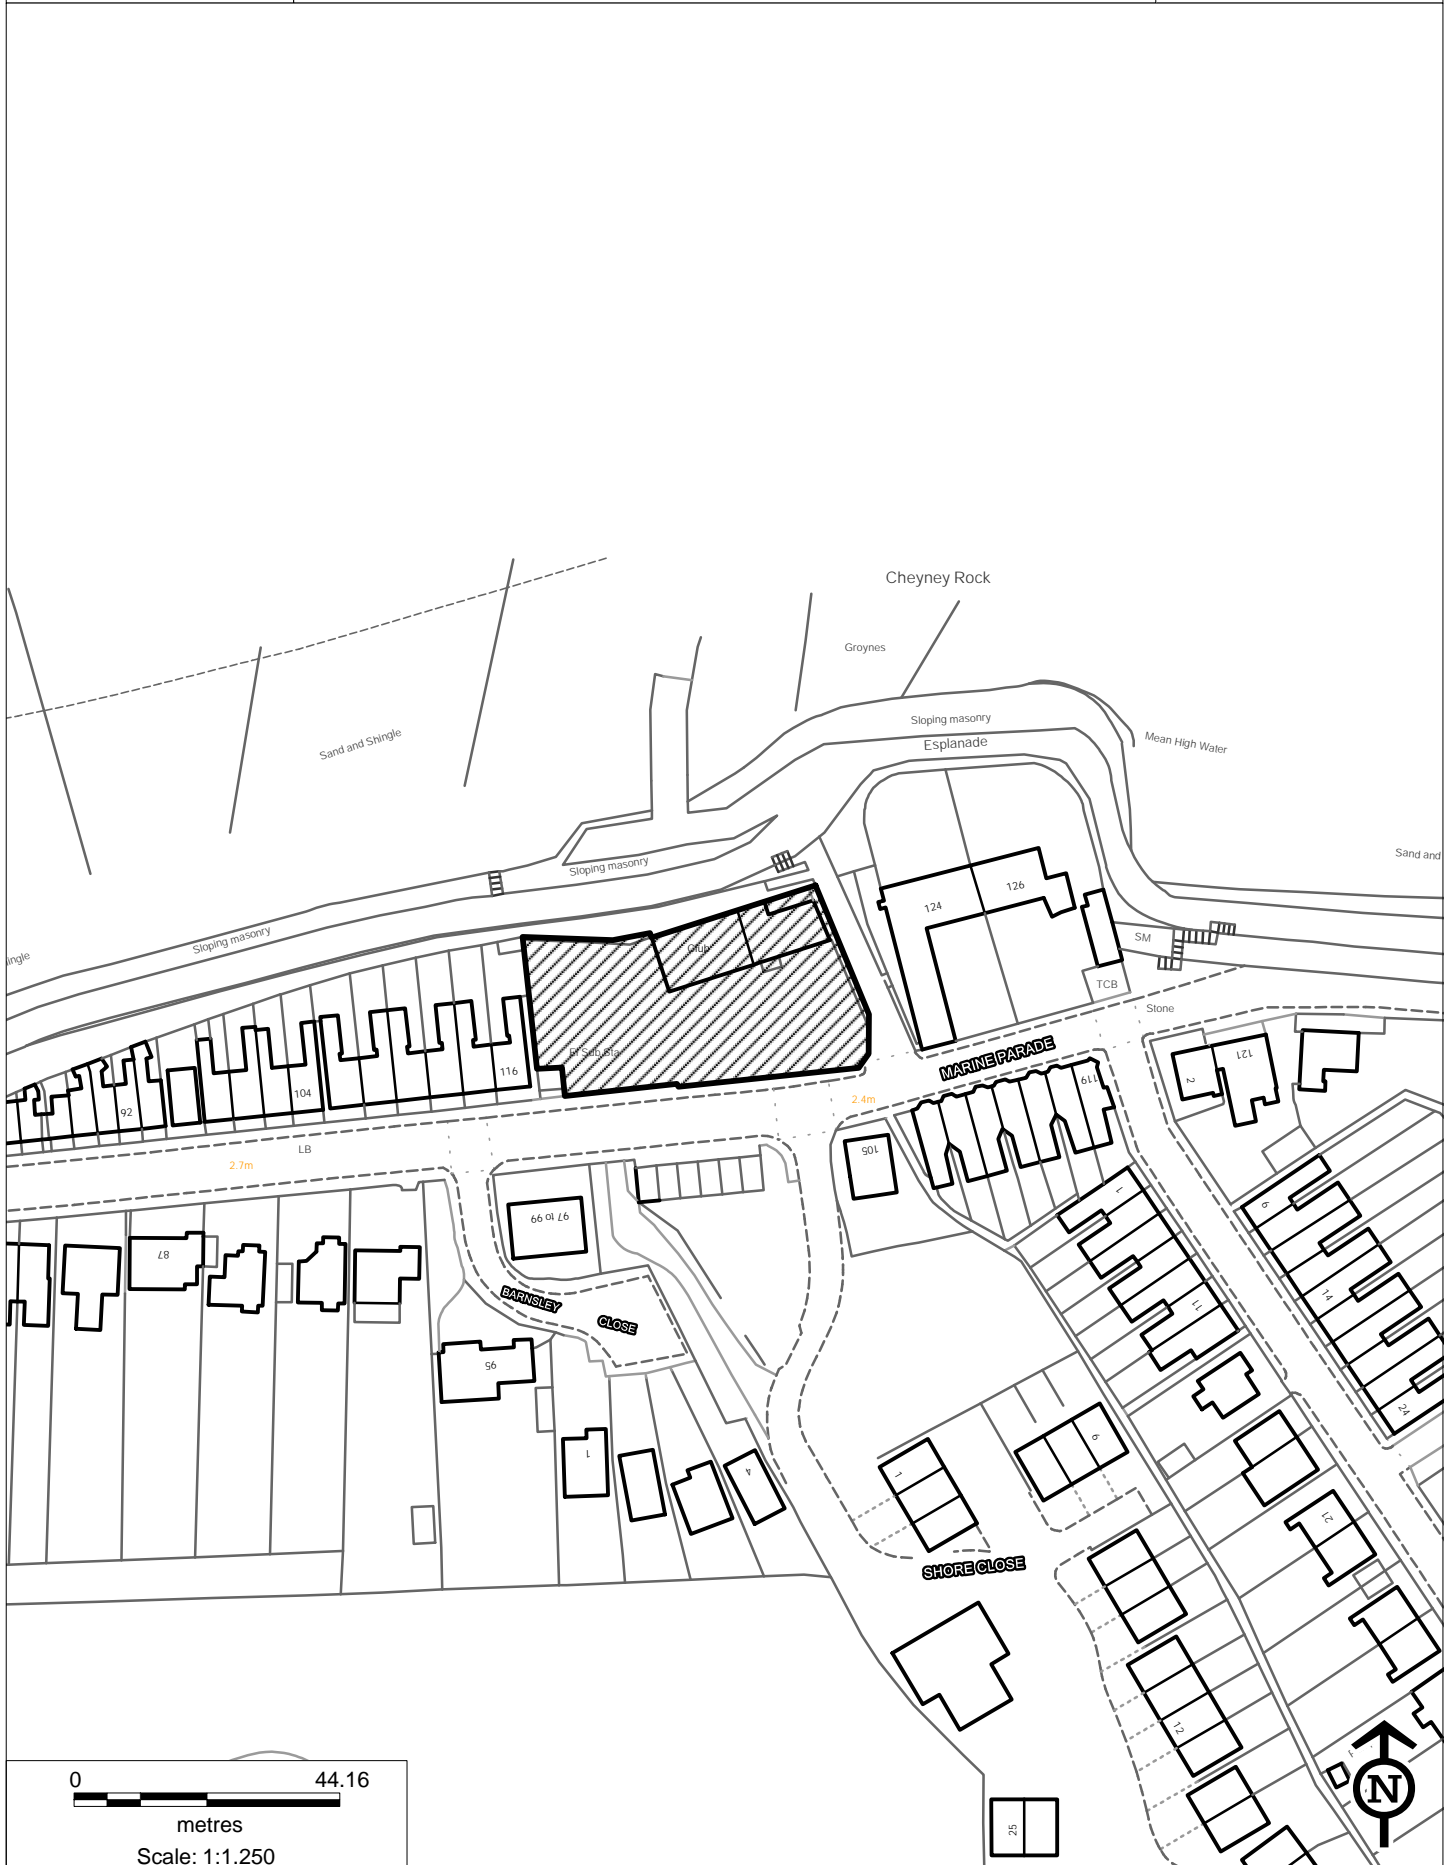 Cheyney Rock
Groynes
Sloping masonry
Esplanade
Mean High Water
Sand and Shingle
Sand and
Sloping masonry
Sloping masonry
ingle
Club
El Sub Sta
124
126
SM
TCB
Stone
MARINE PARADE
119
121
2
92
104
116
LB
2.7m
2.4m
105
87
97 to 99
BARNSLEY
CLOSE
95
1
4
1
11
9
14
24
21
1
6
SHORE CLOSE
12
25
N
0
44.16
metres
Scale: 1:1,250